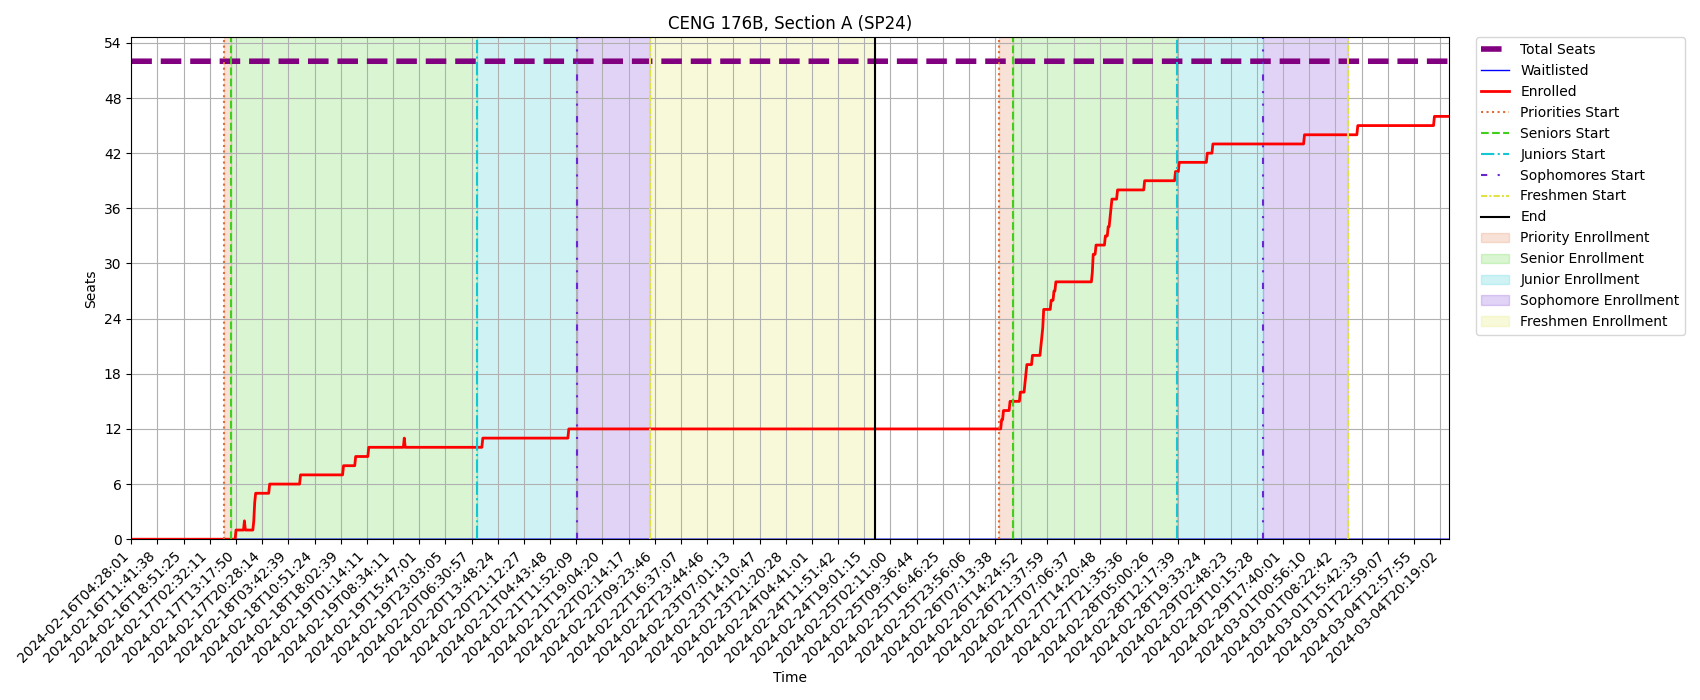 CENG 176B, Section A (SP24)
54
48
42
36
30
24
18
12
6
0
Seats
2024-02-16T04:28:01
2024-02-16T11:41:38
2024-02-16T18:51:25
2024-02-17T02:32:11
2024-02-17T13:17:50
2024-02-17T20:28:14
2024-02-18T03:42:39
2024-02-18T10:51:24
2024-02-18T18:02:39
2024-02-19T01:14:11
2024-02-19T08:34:11
2024-02-19T15:47:01
2024-02-19T23:03:05
2024-02-20T06:30:57
2024-02-20T13:48:24
2024-02-20T21:12:27
2024-02-21T04:43:48
2024-02-21T11:52:09
2024-02-21T19:04:20
2024-02-22T02:14:17
2024-02-22T09:23:46
2024-02-22T16:37:07
2024-02-22T23:44:46
2024-02-23T07:01:13
2024-02-23T14:10:47
2024-02-23T21:20:28
2024-02-24T04:41:01
2024-02-24T11:51:42
2024-02-24T19:01:15
2024-02-25T02:11:00
2024-02-25T09:36:44
2024-02-25T16:46:25
2024-02-25T23:56:06
2024-02-26T07:13:38
2024-02-26T14:24:52
2024-02-26T21:37:59
2024-02-27T07:06:37
2024-02-27T14:20:48
2024-02-27T21:35:36
2024-02-28T05:00:26
2024-02-28T12:17:39
2024-02-28T19:33:24
2024-02-29T02:48:23
2024-02-29T10:15:28
2024-02-29T17:40:01
2024-03-01T00:56:10
2024-03-01T08:22:42
2024-03-01T15:42:33
2024-03-01T22:59:07
2024-03-04T12:57:55
2024-03-04T20:19:02
Time
Total Seats
Waitlisted
Enrolled
Priorities Start
Seniors Start
Juniors Start
Sophomores Start
Freshmen Start
End
Priority Enrollment
Senior Enrollment
Junior Enrollment
Sophomore Enrollment
Freshmen Enrollment